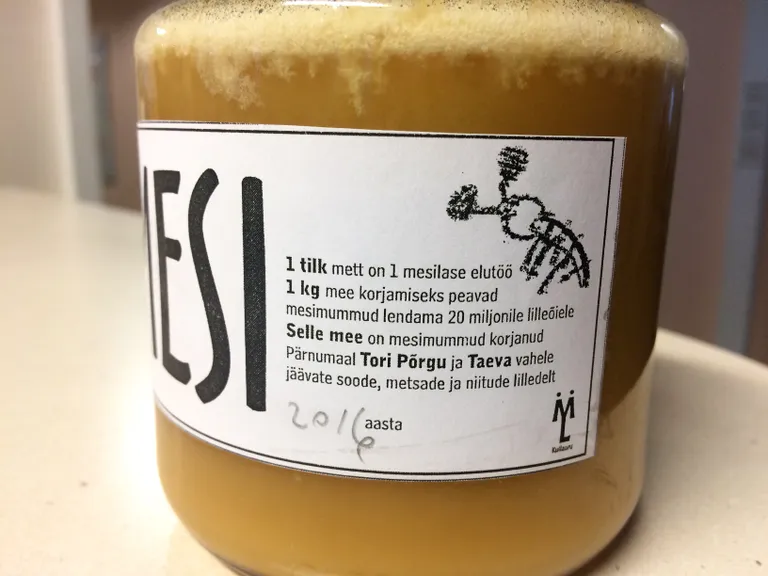 MESI
1 tilk mett on 1 mesilase elutöö
1 kg mee korjamiseks peavad
mesimummud lendama 20 miljonile lilleõiele
Selle mee on mesimummud korjanud
Pärnumaal Tori Põrgu ja Taeva vahele
jäävate soode, metsade ja niitude lilledelt
2016 aasta